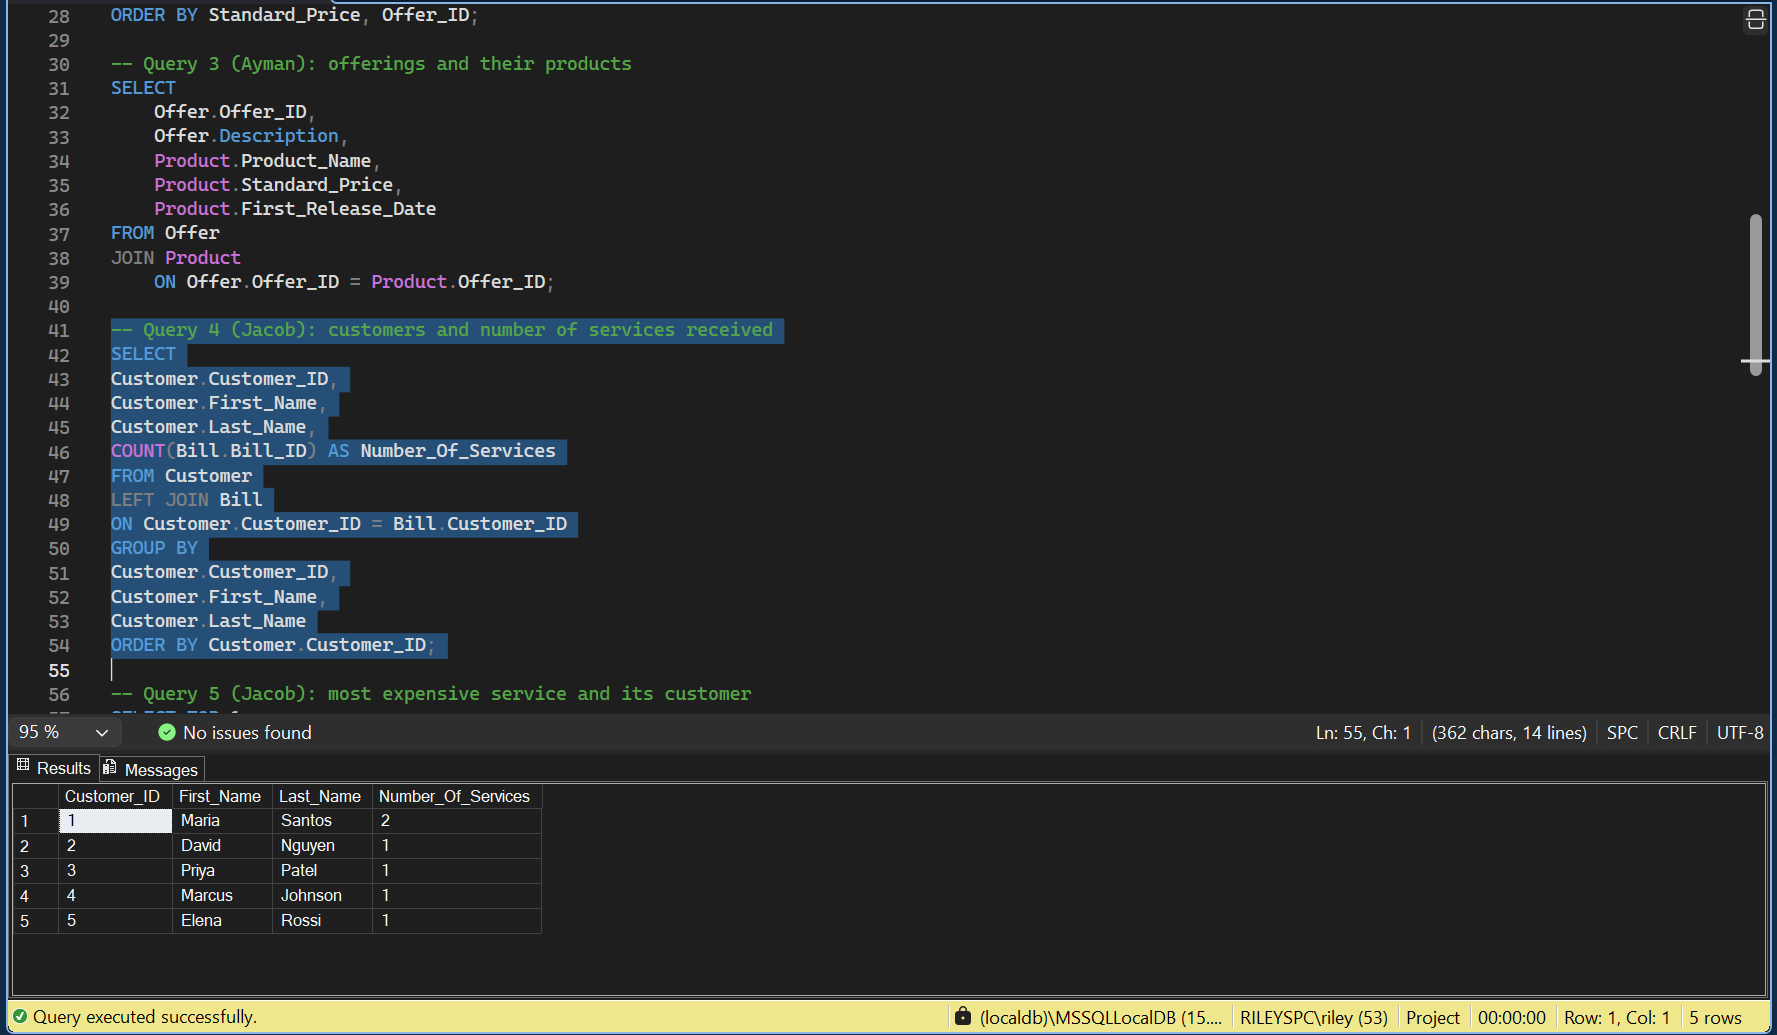 28 ORDER BY Standard_Price, Offer_ID;
29
30 -- Query 3 (Ayman): offerings and their products
31 SELECT
32 Offer.Offer_ID,
33 Offer.Description,
34 Product.Product_Name,
35 Product.Standard_Price,
36 Product.First_Release_Date
37 FROM Offer
38 JOIN Product
39 ON Offer.Offer_ID = Product.Offer_ID;
40
41 -- Query 4 (Jacob): customers and number of services received
42 SELECT
43 Customer.Customer_ID,
44 Customer.First_Name,
45 Customer.Last_Name,
46 COUNT(Bill.Bill_ID) AS Number_Of_Services
47 FROM Customer
48 LEFT JOIN Bill
49 ON Customer.Customer_ID = Bill.Customer_ID
50 GROUP BY
51 Customer.Customer_ID,
52 Customer.First_Name,
53 Customer.Last_Name
54 ORDER BY Customer.Customer_ID;
55
56 -- Query 5 (Jacob): most expensive service and its customer
95 % No issues found Ln: 55, Ch: 1 (362 chars, 14 lines) SPC CRLF UTF-8
Results Messages
Customer_ID First_Name Last_Name Number_Of_Services
1 1 Maria Santos 2
2 2 David Nguyen 1
3 3 Priya Patel 1
4 4 Marcus Johnson 1
5 5 Elena Rossi 1
Query executed successfully. (localdb)\MSSQLLocalDB (15.... RILEYSPC\riley (53) Project 00:00:00 Row: 1, Col: 1 5 rows